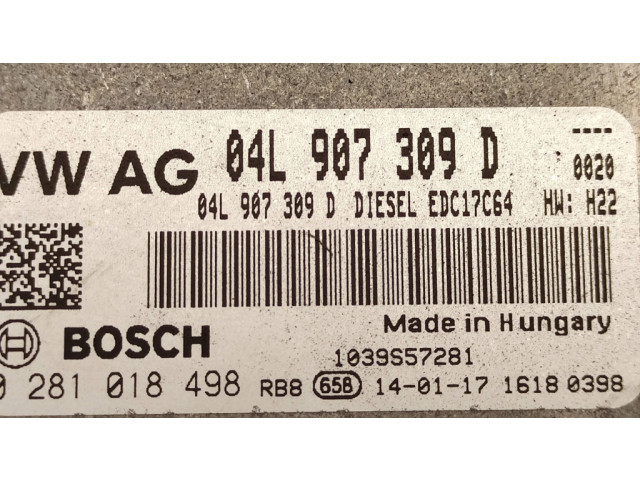 VW AG 04L 907 309 D ----
0020
04L 907 309 D DIESEL EDC17C64 HW: H22
BOSCH
Made in Hungary
1039S57281
0 281 018 498 RB8 65B 14-01-17 1618 0398